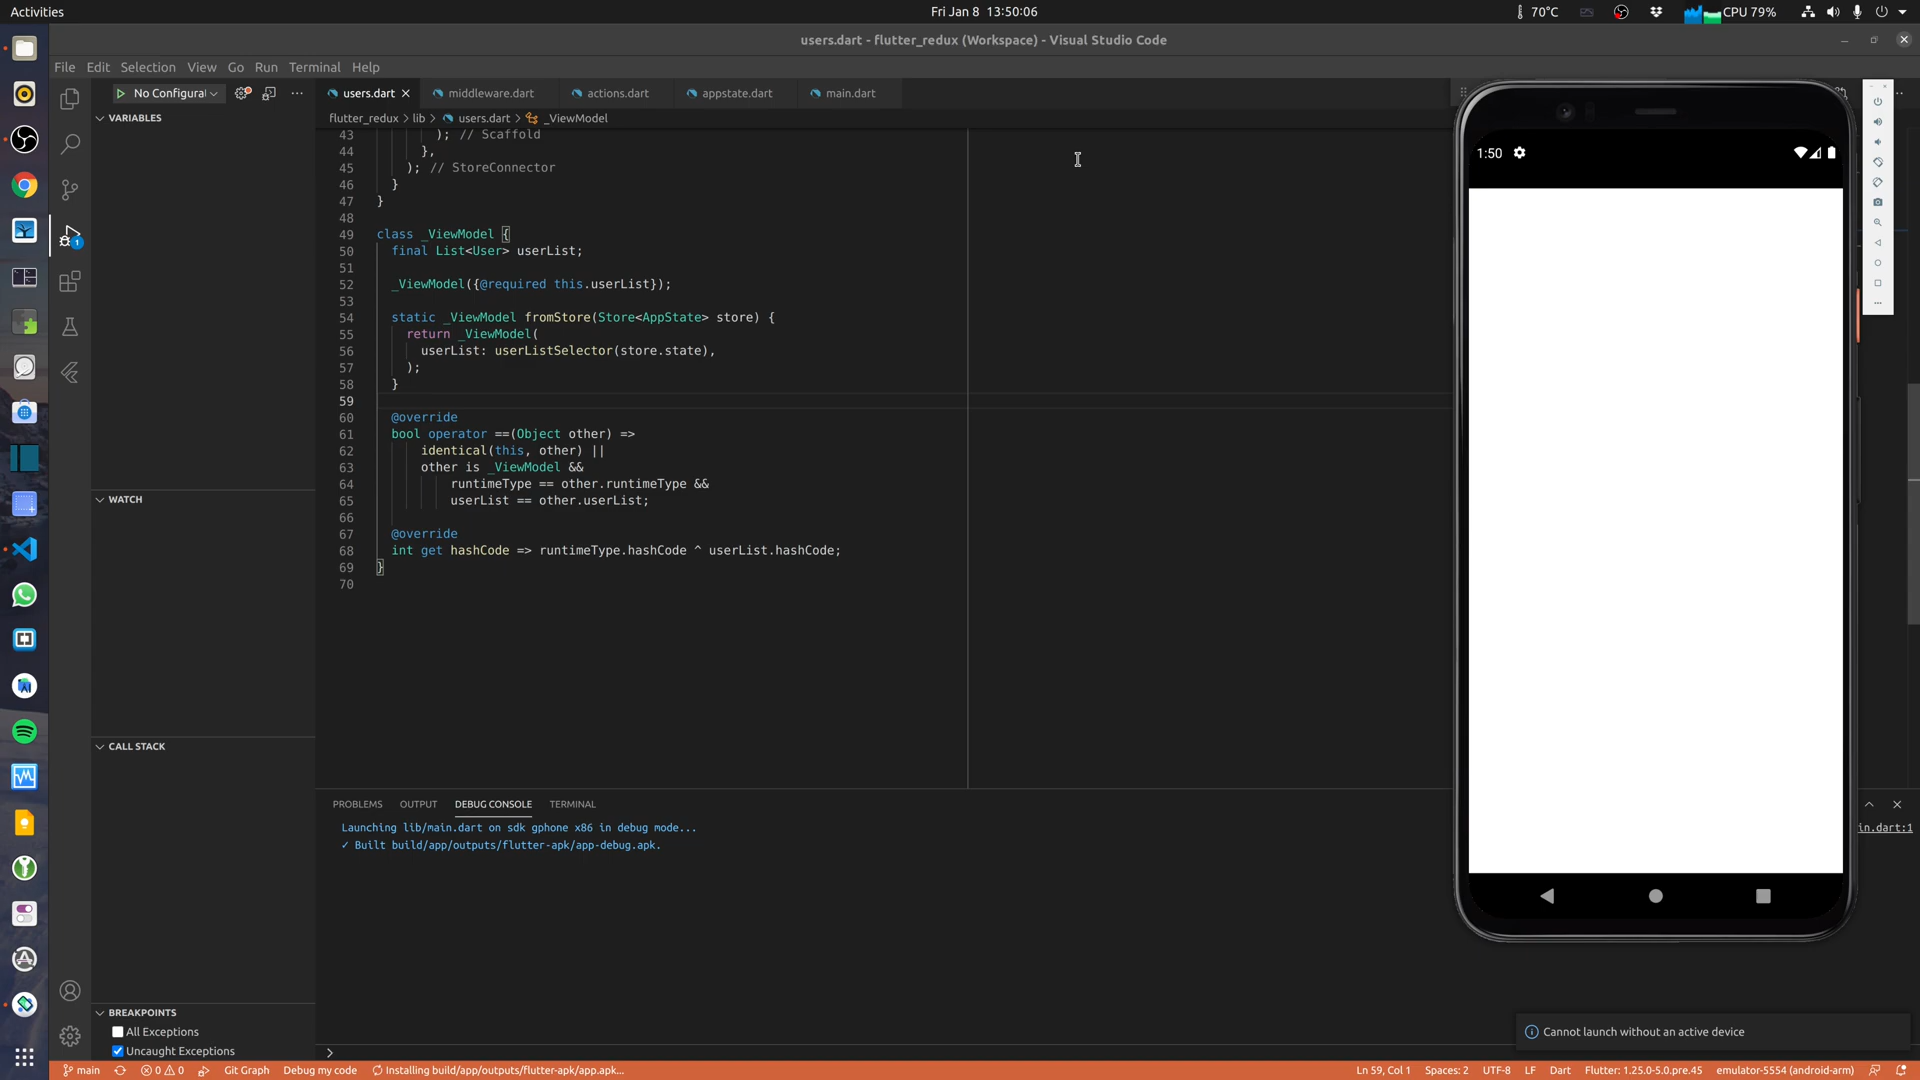 Activities
Fri Jan 8 13:50:06
70°C
CPU 79%
users.dart - flutter_redux (Workspace) - Visual Studio Code
File Edit Selection View Go Run Terminal Help
No Configurat
users.dart middleware.dart actions.dart appstate.dart main.dart
flutter_redux > lib > users.dart > _ViewModel
VARIABLES
WATCH
CALL STACK
BREAKPOINTS
All Exceptions
Uncaught Exceptions
43 ); // Scaffold
44 },
45 ); // StoreConnector
46 }
47 }
48
49 class _ViewModel {
50 final List<User> userList;
51
52 _ViewModel({@required this.userList});
53
54 static _ViewModel fromStore(Store<AppState> store) {
55 return _ViewModel(
56 userList: userListSelector(store.state),
57 );
58 }
59
60 @override
61 bool operator ==(Object other) =>
62 identical(this, other) ||
63 other is _ViewModel &&
64 runtimeType == other.runtimeType &&
65 userList == other.userList;
66
67 @override
68 int get hashCode => runtimeType.hashCode ^ userList.hashCode;
69 }
70
1:50
PROBLEMS OUTPUT DEBUG CONSOLE TERMINAL
Launching lib/main.dart on sdk gphone x86 in debug mode...
✓ Built build/app/outputs/flutter-apk/app-debug.apk.
in.dart:1
>
Cannot launch without an active device
1
main 0 0 Git Graph Debug my code Installing build/app/outputs/flutter-apk/app.apk... Ln 59, Col 1 Spaces: 2 UTF-8 LF Dart Flutter: 1.25.0-5.0.pre.45 emulator-5554 (android-arm)